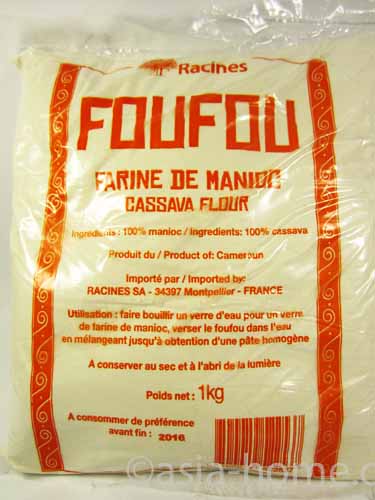 Racines
FOUFOU
FARINE DE MANIOC
CASSAVA FLOUR
Ingrédients : 100% manioc / Ingredients: 100% cassava
Produit du / Product of: Cameroun
Importé par / Imported by:
RACINES SA - 34397 Montpellier - FRANCE
Utilisation : faire bouillir un verre d'eau pour un verre
de farine de manioc, verser le foufou dans l'eau
en mélangeant jusqu'à obtention d'une pâte homogène
A conserver au sec et à l'abri de la lumière
Poids net : 1kg
A consommer de préférence
avant fin : 2016
©asia-home.c